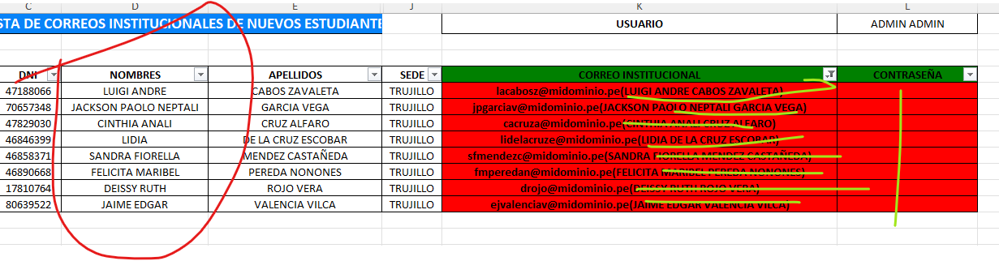 C D E J K L
STA DE CORREOS INSTITUCIONALES DE NUEVOS ESTUDIANTE USUARIO ADMIN ADMIN
DNI NOMBRES APELLIDOS SEDE CORREO INSTITUCIONAL CONTRASEÑA
47188066 LUIGI ANDRE CABOS ZAVALETA TRUJILLO lacabosz@midominio.pe(LUIGI ANDRE CABOS ZAVALETA)
70657348 JACKSON PAOLO NEPTALI GARCIA VEGA TRUJILLO jpgarciav@midominio.pe(JACKSON PAOLO NEPTALI GARCIA VEGA)
47829030 CINTHIA ANALI CRUZ ALFARO TRUJILLO cacruza@midominio.pe(CINTHIA ANALI CRUZ ALFARO)
46846399 LIDIA DE LA CRUZ ESCOBAR TRUJILLO lidelacruze@midominio.pe(LIDIA DE LA CRUZ ESCOBAR)
46858371 SANDRA FIORELLA MENDEZ CASTAÑEDA TRUJILLO sfmendezc@midominio.pe(SANDRA FIORELLA MENDEZ CASTAÑEDA)
46890668 FELICITA MARIBEL PEREDA NONONES TRUJILLO fmperedan@midominio.pe(FELICITA MARIBEL PEREDA NONONES)
17810764 DEISSY RUTH ROJO VERA TRUJILLO drojo@midominio.pe(DEISSY RUTH ROJO VERA)
80639522 JAIME EDGAR VALENCIA VILCA TRUJILLO ejvalenciav@midominio.pe(JAIME EDGAR VALENCIA VILCA)